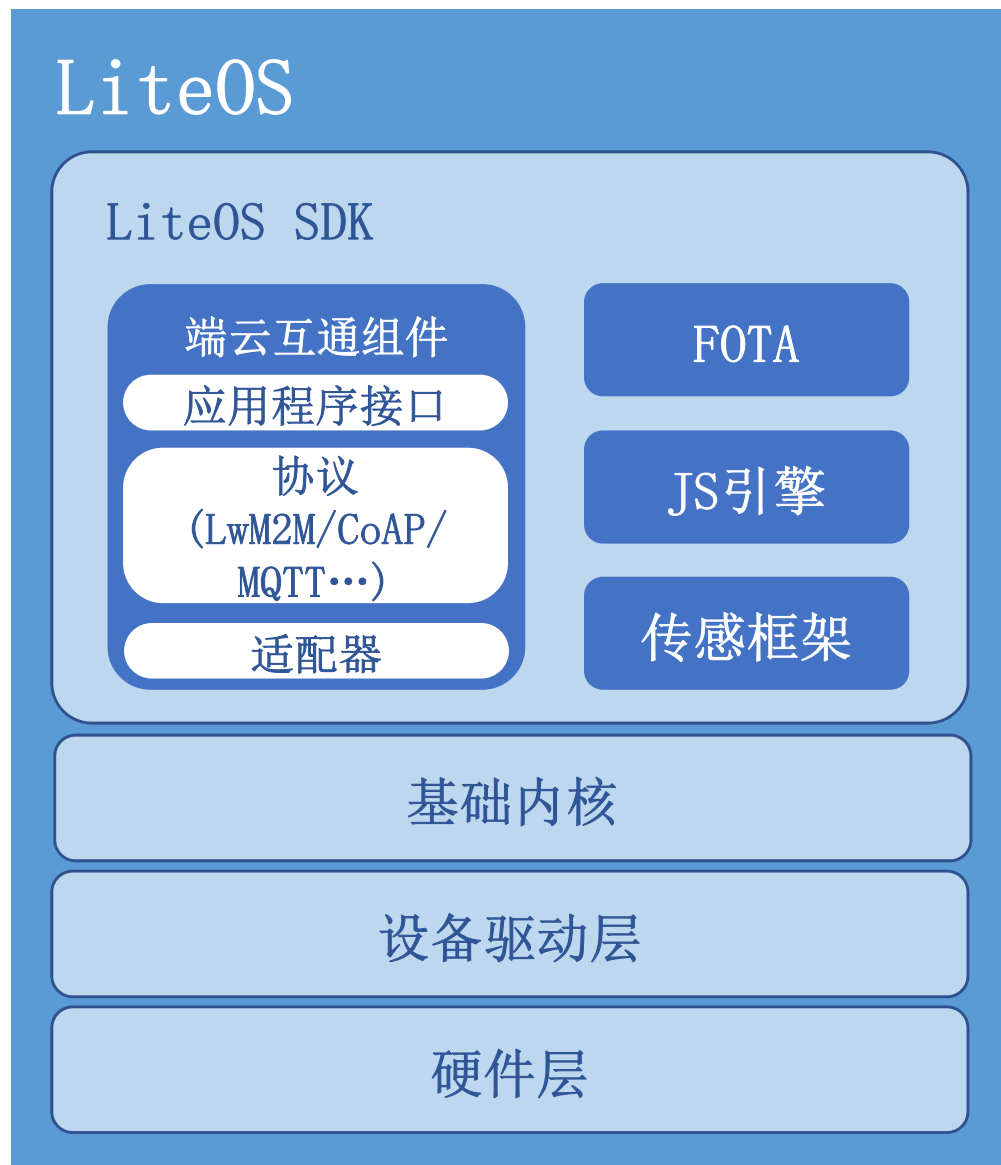 LiteOS
LiteOS SDK
端云互通组件
应用程序接口
协议
(LwM2M/CoAP/
MQTT···)
适配器
FOTA
JS引擎
传感框架
基础内核
设备驱动层
硬件层